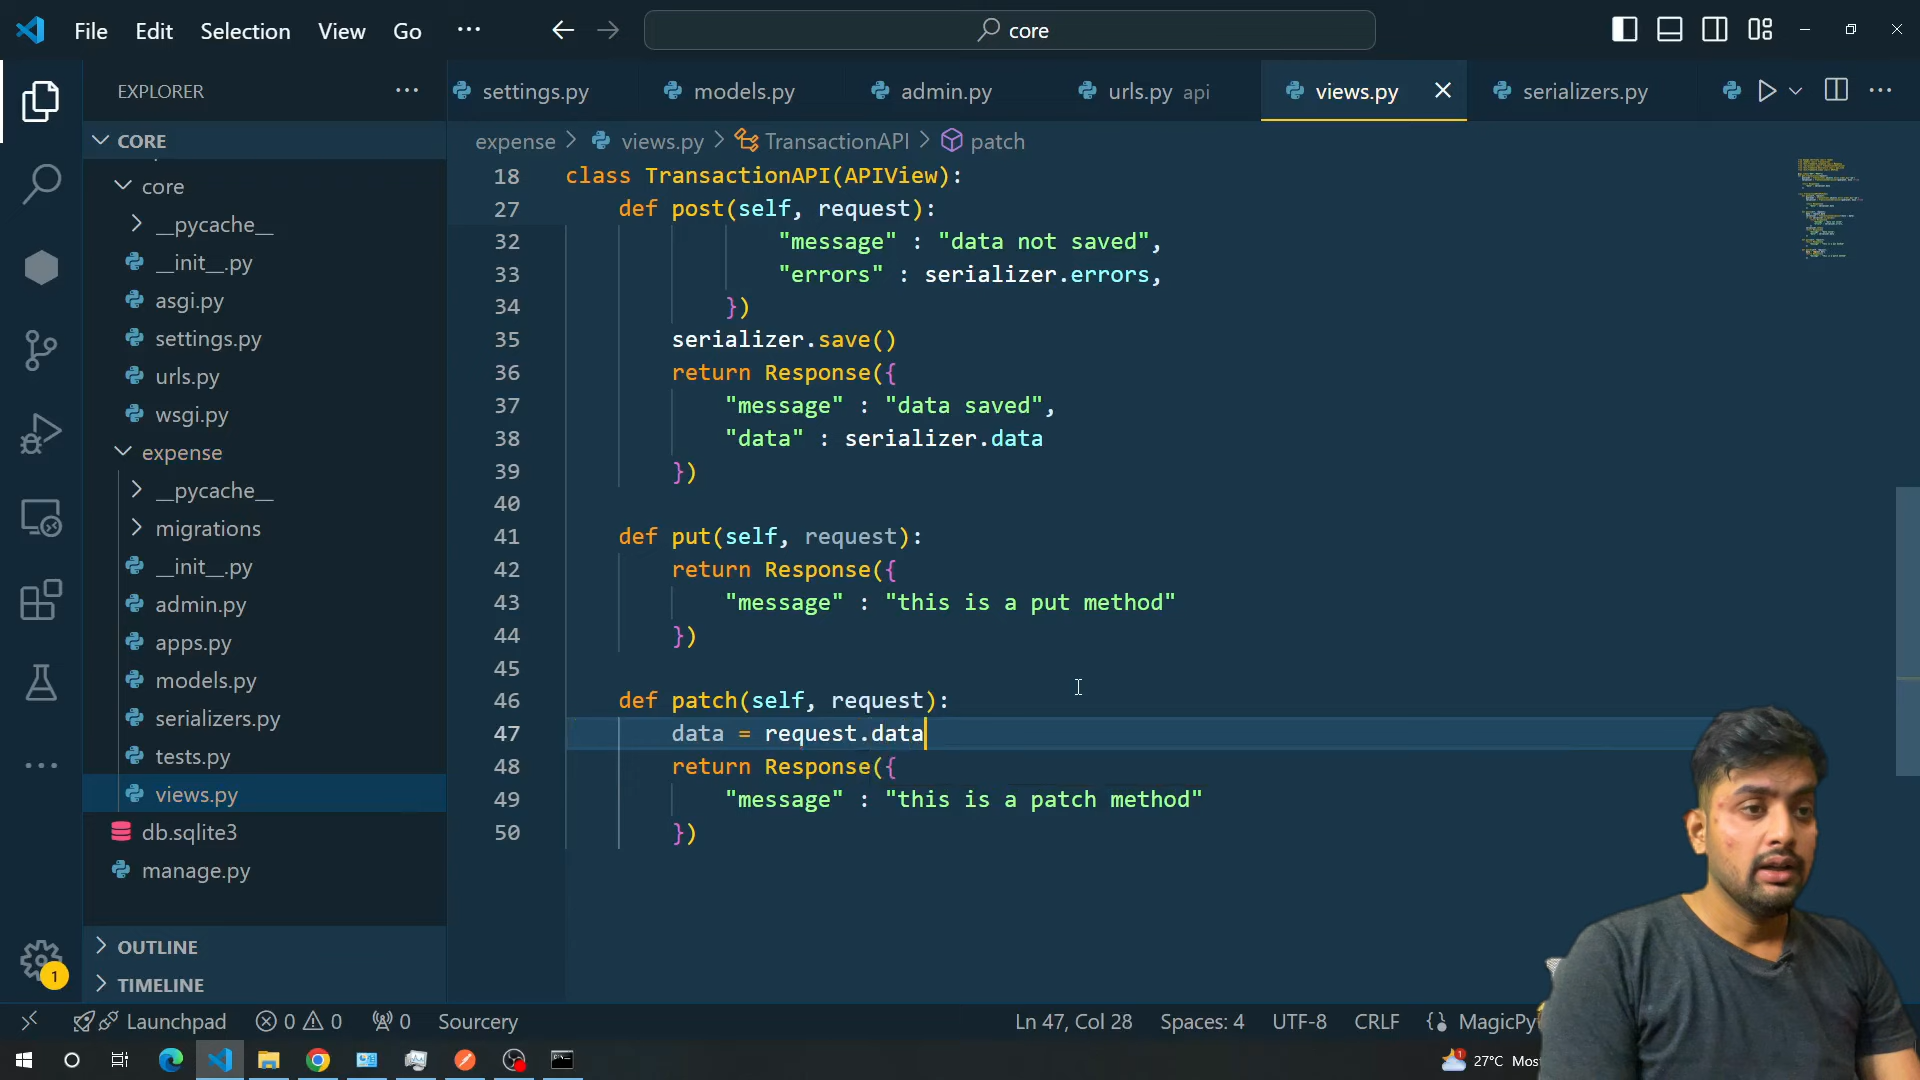 File Edit Selection View Go ··· core
EXPLORER ···
settings.py models.py admin.py urls.py api views.py serializers.py
CORE
expense > views.py > TransactionAPI > patch
core
__pycache__
__init__.py
asgi.py
settings.py
urls.py
wsgi.py
expense
__pycache__
migrations
__init__.py
admin.py
apps.py
models.py
serializers.py
tests.py
views.py
db.sqlite3
manage.py
OUTLINE
TIMELINE
18 class TransactionAPI(APIView):
27 def post(self, request):
32 "message" : "data not saved",
33 "errors" : serializer.errors,
34 })
35 serializer.save()
36 return Response({
37 "message" : "data saved",
38 "data" : serializer.data
39 })
40
41 def put(self, request):
42 return Response({
43 "message" : "this is a put method"
44 })
45
46 def patch(self, request):
47 data = request.data
48 return Response({
49 "message" : "this is a patch method"
50 })
1
Launchpad 0 0 0 Sourcery Ln 47, Col 28 Spaces: 4 UTF-8 CRLF MagicPy
1 27°C Mos